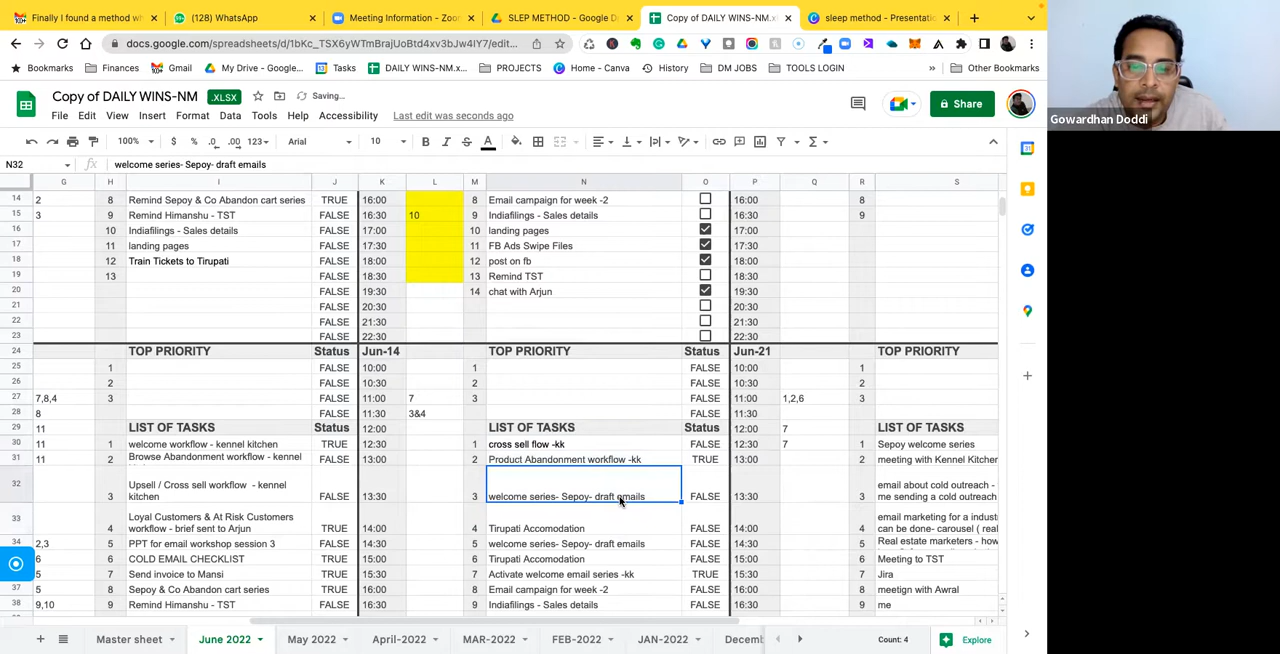 Finally I found a method wh
(128) WhatsApp
Meeting Information - Zoo
SLEP METHOD - Google D
Copy of DAILY WINS-NM.x
sleep method - Presentatio
docs.google.com/spreadsheets/d/1bKc_TSX6yWTmBrajUoBtd4xv3bJw4IY7/edit...
Bookmarks Finances Gmail My Drive - Google... Tasks DAILY WINS-NM.x... PROJECTS Home - Canva History DM JOBS TOOLS LOGIN » Other Bookmarks
Copy of DAILY WINS-NM .XLSX Saving...
File Edit View Insert Format Data Tools Help Accessibility Last edit was seconds ago
Share
Gowardhan Doddi
100% $ % .0 .00 123 Arial 10 B I S A
N32 fx welcome series- Sepoy- draft emails
G H I J K L M N O P Q R S
14 2 8 Remind Sepoy & Co Abandon cart series TRUE 16:00 8 Email campaign for week -2 16:00 8
15 3 9 Remind Himanshu - TST FALSE 16:30 10 9 Indiafilings - Sales details 16:30 9
16 10 Indiafilings - Sales details FALSE 17:00 10 landing pages 17:00
17 11 landing pages FALSE 17:30 11 FB Ads Swipe Files 17:30
18 12 Train Tickets to Tirupati FALSE 18:00 12 post on fb 18:00
19 13 FALSE 18:30 13 Remind TST 18:30
20 FALSE 19:30 14 chat with Arjun 19:30
21 FALSE 20:30 20:30
22 FALSE 21:30 21:30
23 FALSE 22:30 22:30
24 TOP PRIORITY Status Jun-14 TOP PRIORITY Status Jun-21 TOP PRIORITY
25 1 FALSE 10:00 1 FALSE 10:00 1
26 2 FALSE 10:30 2 FALSE 10:30 2
27 7,8,4 3 FALSE 11:00 7 3 FALSE 11:00 1,2,6 3
28 8 FALSE 11:30 3&4 FALSE 11:30
29 11 LIST OF TASKS Status 12:00 LIST OF TASKS Status 12:00 7 LIST OF TASKS
30 11 1 welcome workflow - kennel kitchen TRUE 12:30 1 cross sell flow -kk FALSE 12:30 7 1 Sepoy welcome series
31 11 2 Browse Abandonment workflow - kennel FALSE 13:00 2 Product Abandonment workflow -kk TRUE 13:00 2 meeting with Kennel Kitchen
32 Upsell / Cross sell workflow - kennel email about cold outreach -
3 kitchen FALSE 13:30 3 welcome series- Sepoy- draft emails FALSE 13:30 3 me sending a cold outreach
33 Loyal Customers & At Risk Customers email marketing for a indust
4 workflow - brief sent to Arjun TRUE 14:00 4 Tirupati Accomodation FALSE 14:00 4 can be done- carousel ( real
34 2,3 5 PPT for email workshop session 3 FALSE 14:30 5 welcome series- Sepoy- draft emails FALSE 14:30 5 Real estate marketers - how
6 6 COLD EMAIL CHECKLIST TRUE 15:00 6 Tirupati Accomodation FALSE 15:00 6 Meeting to TST
5 7 Send invoice to Mansi TRUE 15:30 7 Activate welcome email series -kk TRUE 15:30 7 Jira
37 5 8 Sepoy & Co Abandon cart series TRUE 16:00 8 Email campaign for week -2 FALSE 16:00 8 meetign with Awral
38 9,10 9 Remind Himanshu - TST FALSE 16:30 9 Indiafilings - Sales details FALSE 16:30 9 me
Master sheet June 2022 May 2022 April-2022 MAR-2022 FEB-2022 JAN-2022 Decemb Count: 4 Explore